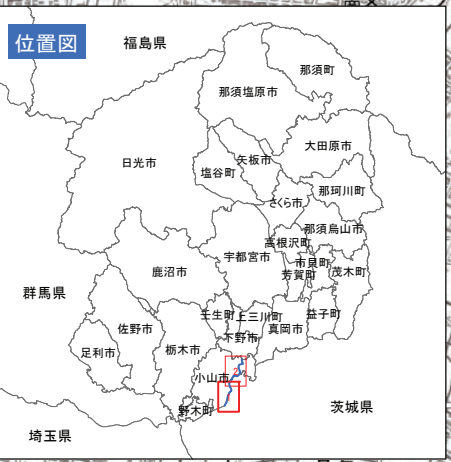 位置図
福島県
那須町
那須塩原市
大田原市
日光市
矢板市
塩谷町
那珂川町
さくら市
那須烏山市
高根沢町
宇都宮市
市貝町
茂木町
芳賀町
鹿沼市
群馬県
壬生町
上三川町
益子町
真岡市
下野市
佐野市
足利市
栃木市
小山市
2
野木町
茨城県
埼玉県